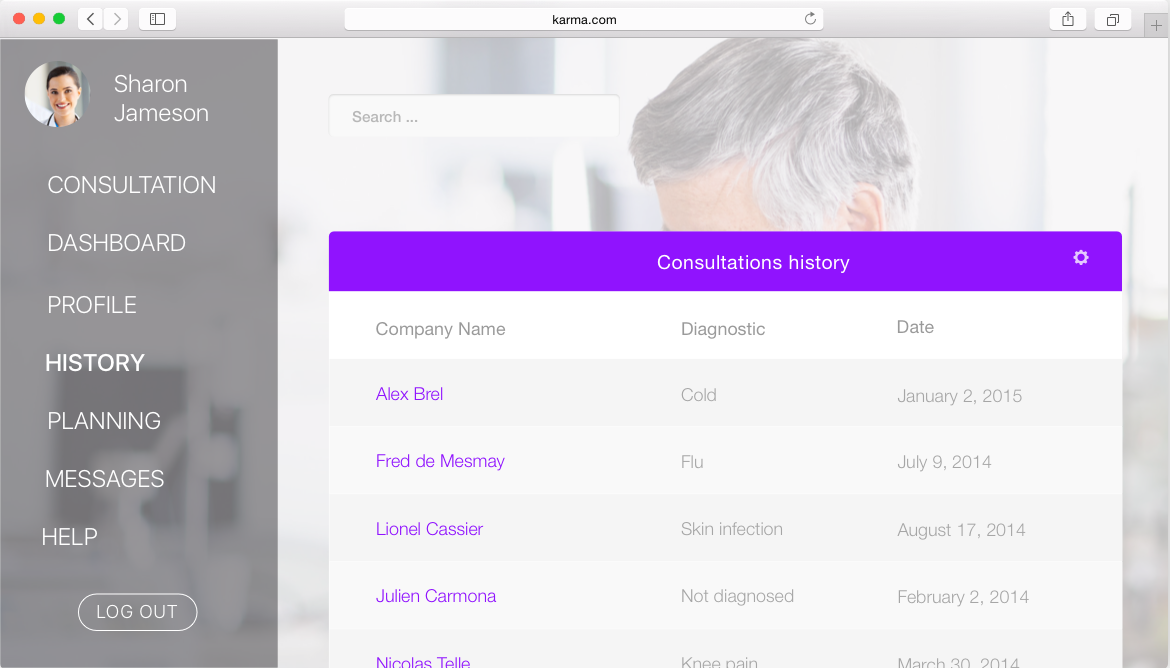 karma.com
Sharon
Jameson
CONSULTATION
DASHBOARD
PROFILE
HISTORY
PLANNING
MESSAGES
HELP
LOG OUT
Search ...
Consultations history
Company Name Diagnostic Date
Alex Brel Cold January 2, 2015
Fred de Mesmay Flu July 9, 2014
Lionel Cassier Skin infection August 17, 2014
Julien Carmona Not diagnosed February 2, 2014
Nicolas Telle Knee pain March 30, 2014